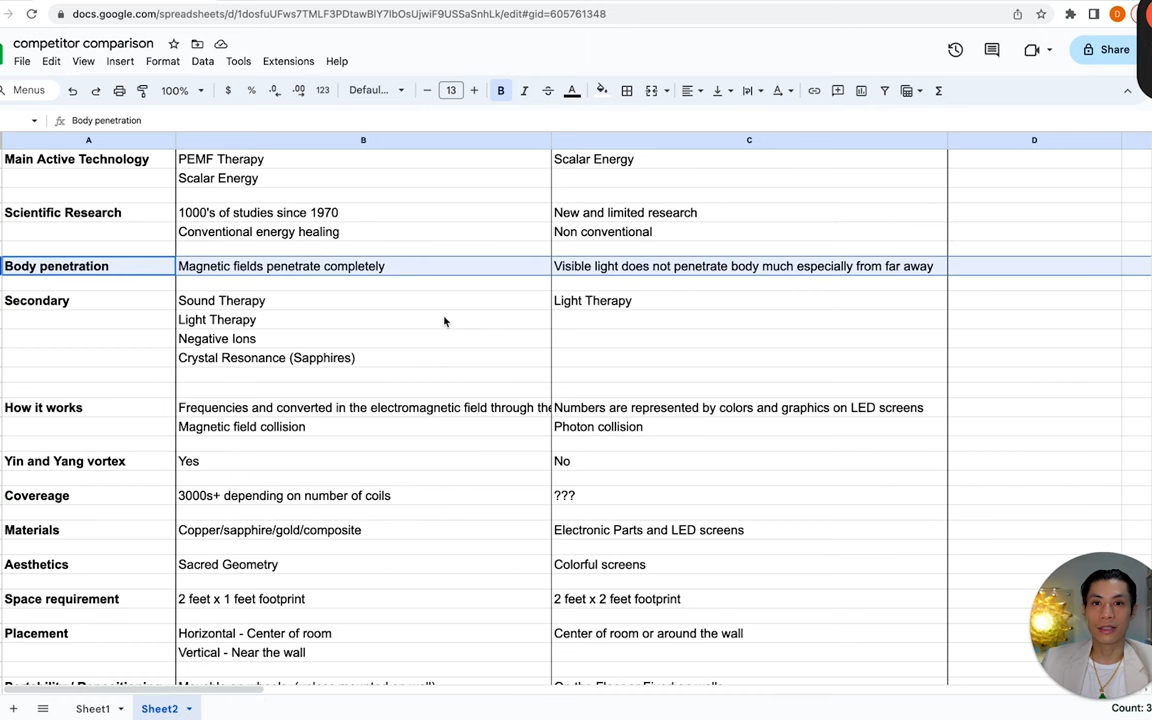 docs.google.com/spreadsheets/d/1dosfuUFws7TMLF3PDtawBlY7lbOsUjwiF9USSaSnhLk/edit#gid=605761348
D
competitor comparison
File Edit View Insert Format Data Tools Extensions Help
Share
Menus 100% $ % .0 .00 123 Defaul... 13 B I A
Body penetration
A B C D
Main Active Technology PEMF Therapy Scalar Energy
Scalar Energy
Scientific Research 1000's of studies since 1970 New and limited research
Conventional energy healing Non conventional
Body penetration Magnetic fields penetrate completely Visible light does not penetrate body much especially from far away
Secondary Sound Therapy Light Therapy
Light Therapy
Negative Ions
Crystal Resonance (Sapphires)
How it works Frequencies and converted in the electromagnetic field through the Numbers are represented by colors and graphics on LED screens
Magnetic field collision Photon collision
Yin and Yang vortex Yes No
Covereage 3000s+ depending on number of coils ???
Materials Copper/sapphire/gold/composite Electronic Parts and LED screens
Aesthetics Sacred Geometry Colorful screens
Space requirement 2 feet x 1 feet footprint 2 feet x 2 feet footprint
Placement Horizontal - Center of room Center of room or around the wall
Vertical - Near the wall
Sheet1 Sheet2 Count: 3